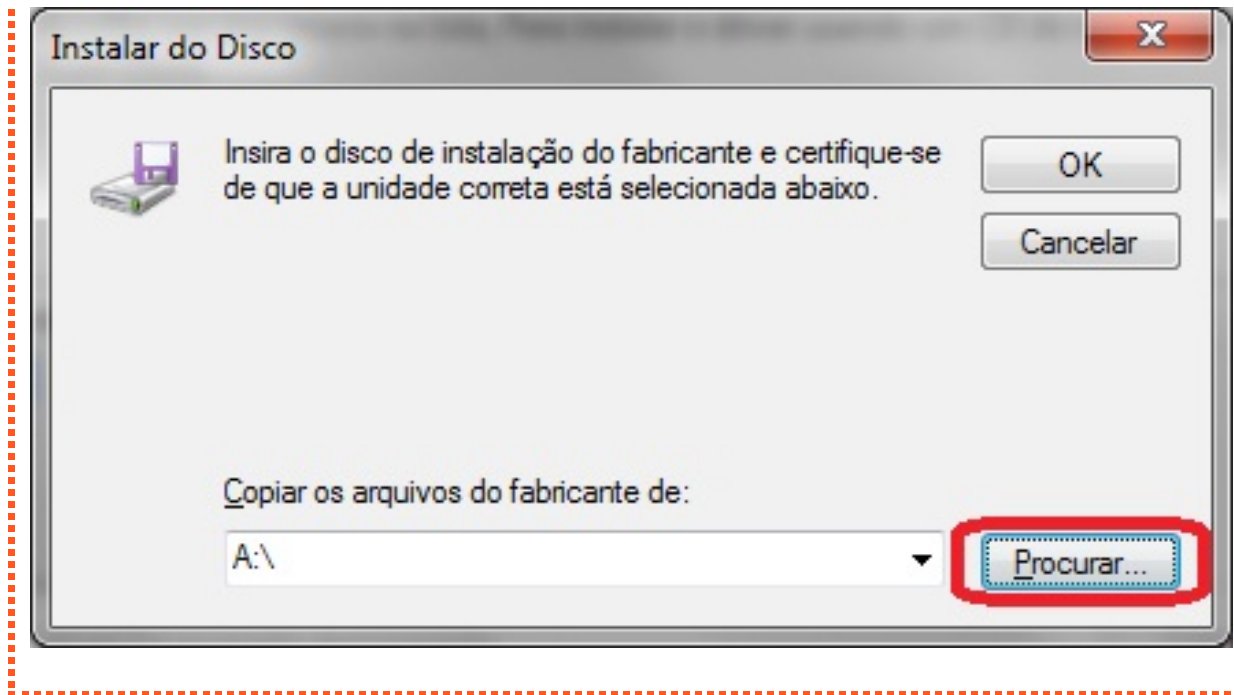 Instalar do Disco
Insira o disco de instalação do fabricante e certifique-se
de que a unidade correta está selecionada abaixo.
OK
Cancelar
Copiar os arquivos do fabricante de:
A:\
Procurar...